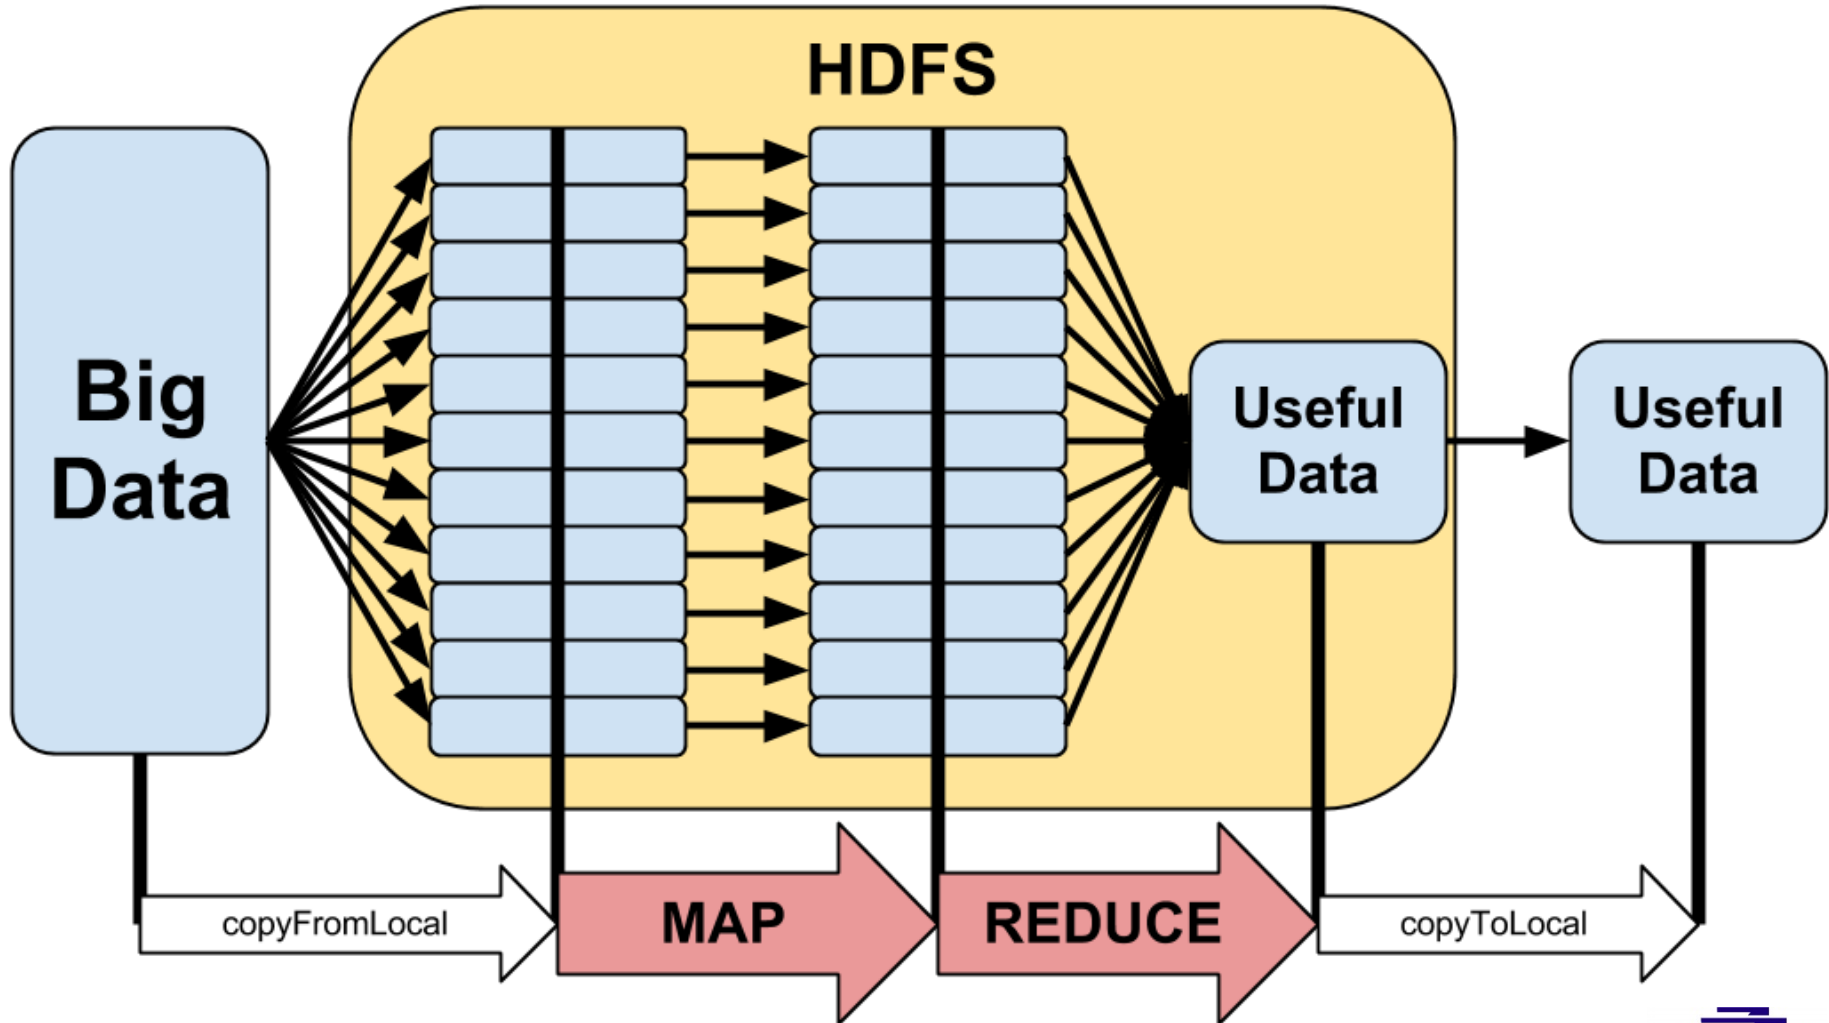 HDFS
Big
Data
Useful
Data
Useful
Data
copyFromLocal
MAP
REDUCE
copyToLocal